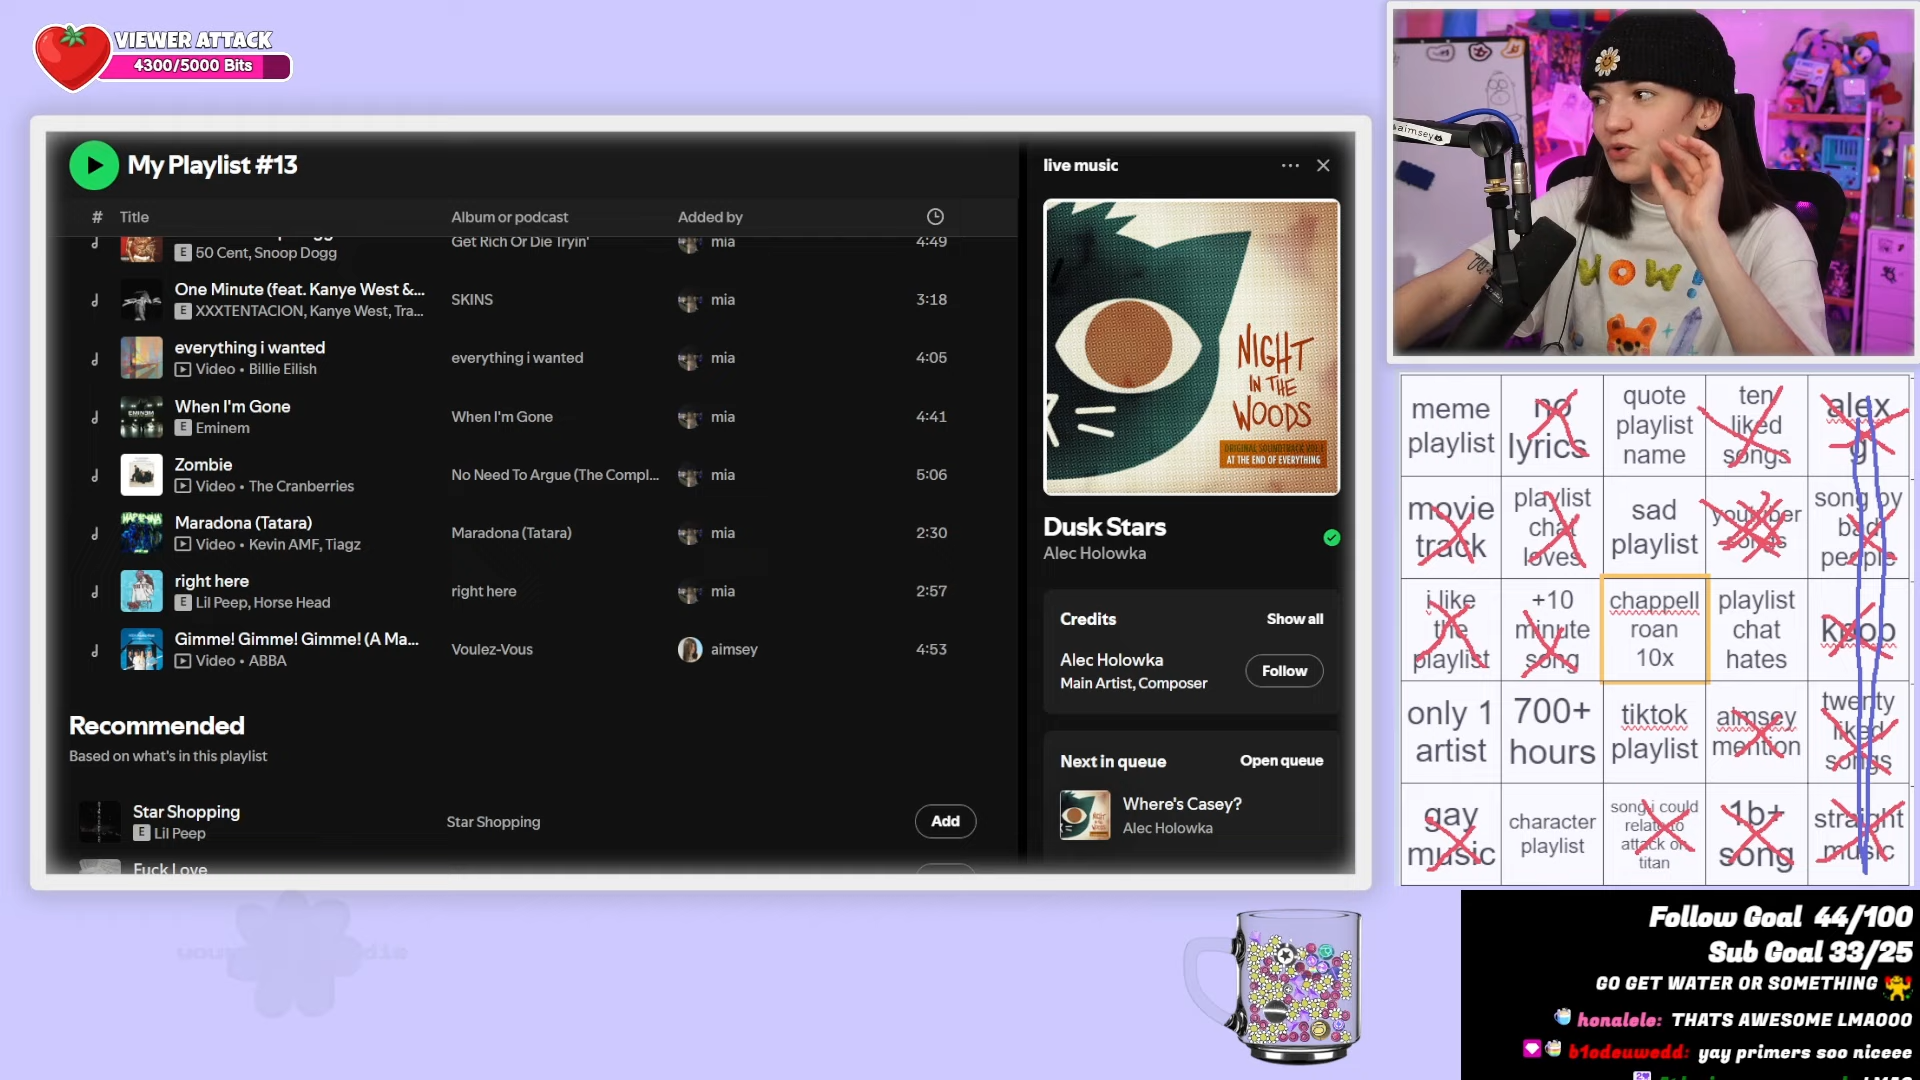 VIEWER ATTACK
4300/5000 Bits
My Playlist #13
# Title Album or podcast Added by
50 Cent, Snoop Dogg Get Rich Or Die Tryin' mia 4:49
One Minute (feat. Kanye West &... SKINS mia 3:18
E XXXTENTACION, Kanye West, Tra...
everything i wanted everything i wanted mia 4:05
Video • Billie Eilish
When I'm Gone When I'm Gone mia 4:41
E Eminem
Zombie No Need To Argue (The Compl... mia 5:06
Video • The Cranberries
Maradona (Tatara) Maradona (Tatara) mia 2:30
Video • Kevin AMF, Tiagz
right here right here mia 2:57
E Lil Peep, Horse Head
Gimme! Gimme! Gimme! (A Ma... Voulez-Vous aimsey 4:53
Video • ABBA
Recommended
Based on what's in this playlist
Star Shopping Star Shopping Add
E Lil Peep
Fuck Love
live music
NIGHT
IN THE
WOODS
ORIGINAL SOUNDTRACK VOL. 1
AT THE END OF EVERYTHING
Dusk Stars
Alec Holowka
Credits Show all
Alec Holowka
Main Artist, Composer
Follow
Next in queue Open queue
Where's Casey?
Alec Holowka
aimsey
WOW!
meme playlist
no lyrics
quote playlist name
ten liked songs
alex g
movie track
playlist chat loves
sad playlist
youtuber songs
song by bad people
i like the playlist
+10 minute song
chappell roan 10x
playlist chat hates
kpop
only 1 artist
700+ hours
tiktok playlist
aimsey mention
twenty liked songs
gay music
character playlist
song i could relate to attack on titan
1b+ song
straight music
Follow Goal 44/100
Sub Goal 33/25
GO GET WATER OR SOMETHING
honalele: THATS AWESOME LMAOOO
b1odeuwedd: yay primers soo niceee